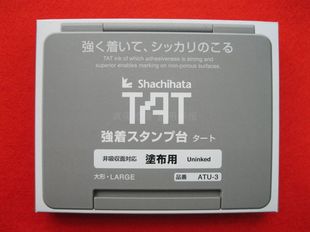 強く着いて、シッカリのこる
TAT ink of which adhesiveness is strong and
superior enables marking on non-porous surfaces.
Shachihata
TAT
強着スタンプ台 タート
非吸収面対応 塗布用 Uninked
大形・LARGE 品番 ATU-3